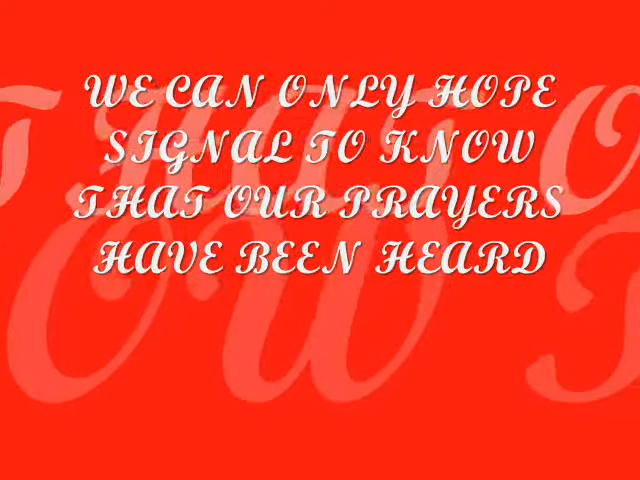 WE CAN ONLY HOPE
SIGNAL TO KNOW
THAT OUR PRAYERS
HAVE BEEN HEARD